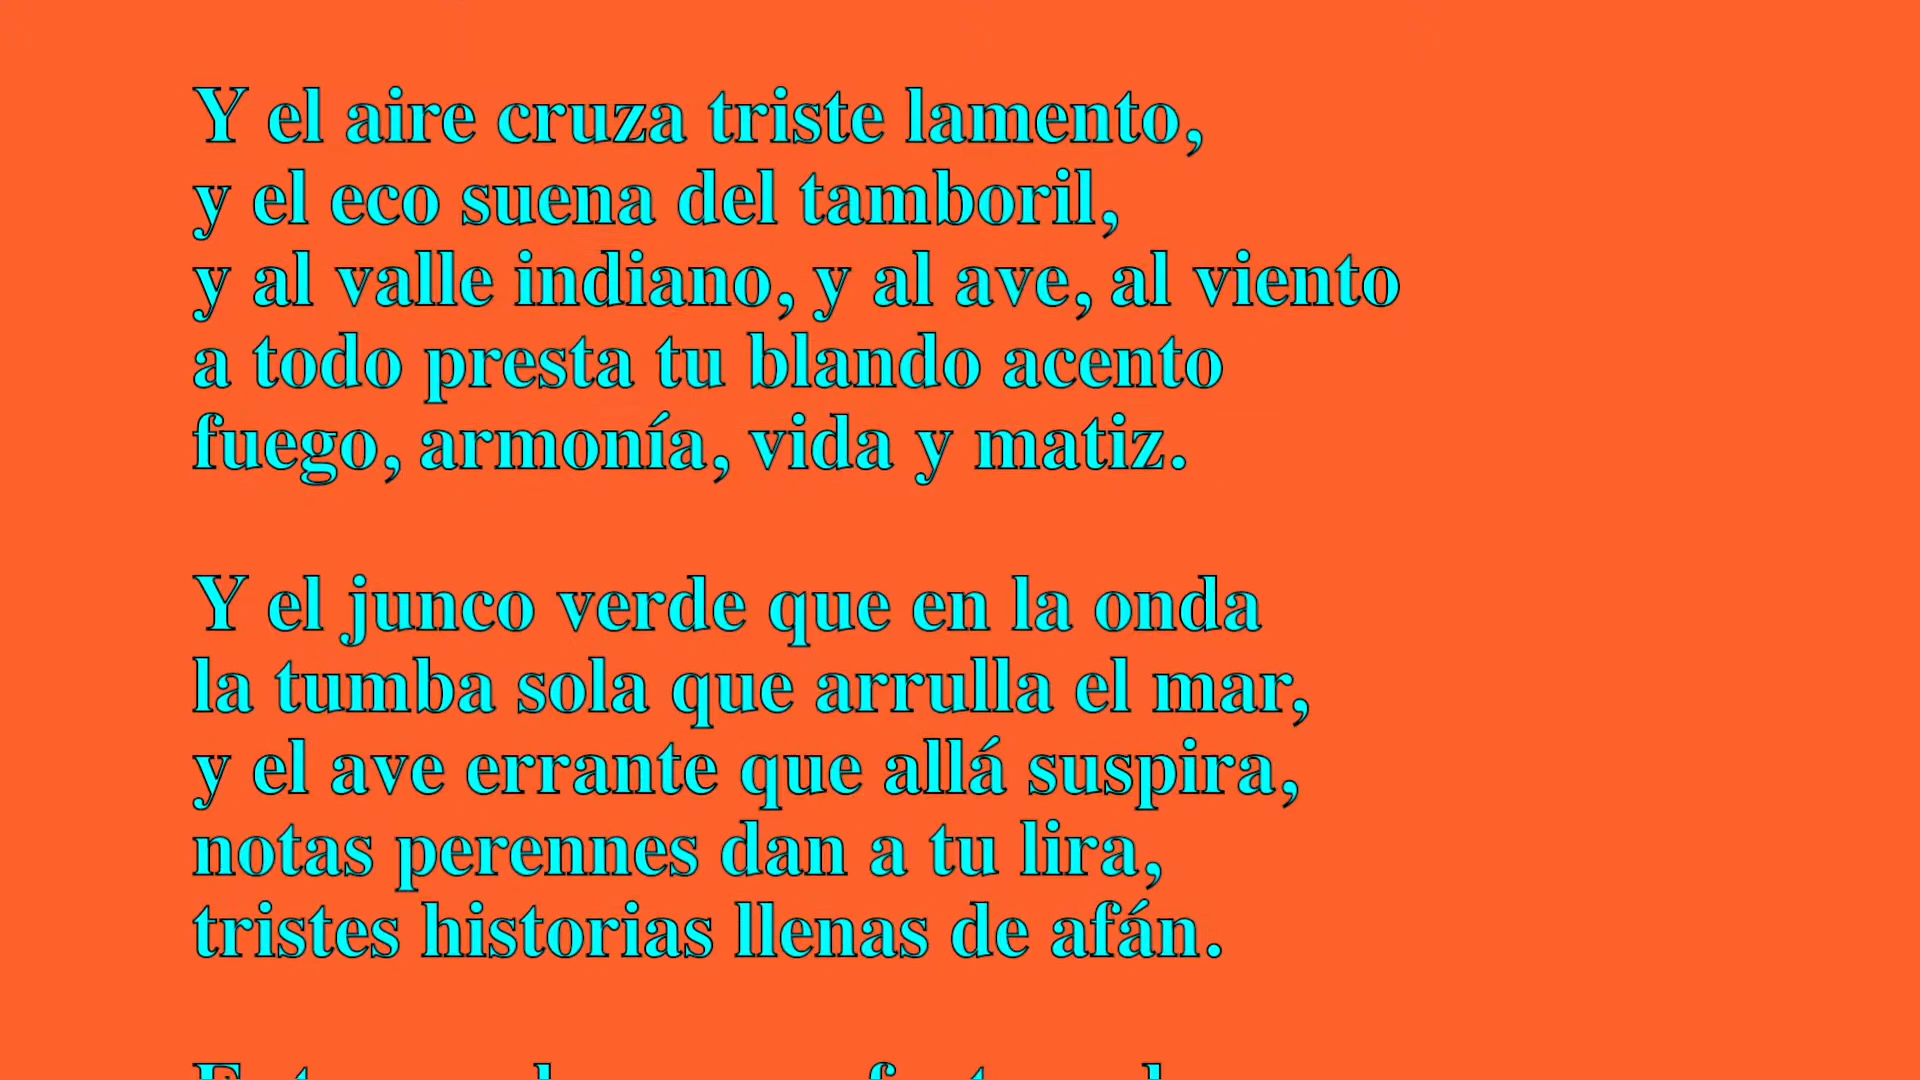 Y el aire cruza triste lamento,
y el eco suena del tamboril,
y al valle indiano, y al ave, al viento
a todo presta tu blando acento
fuego, armonía, vida y matiz.
Y el junco verde que en la onda
la tumba sola que arrulla el mar,
y el ave errante que allá suspira,
notas perennes dan a tu lira,
tristes historias llenas de afán.